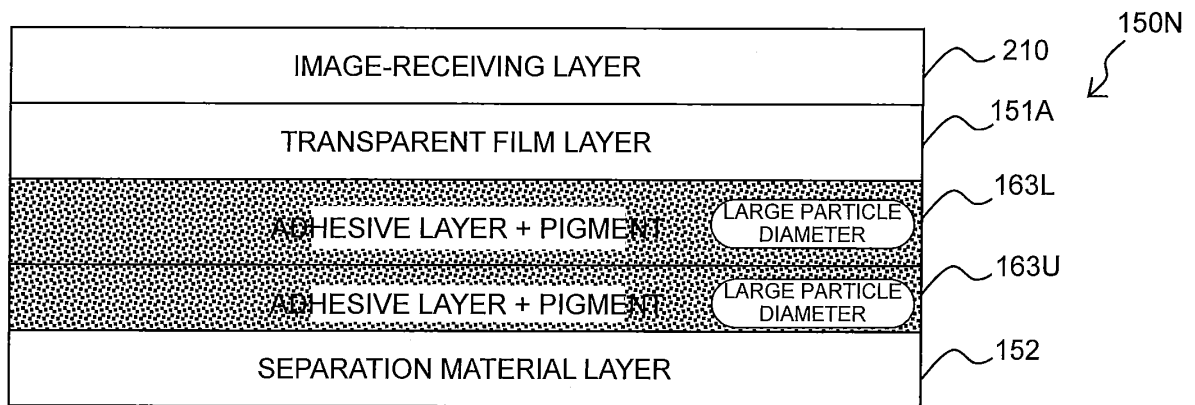 150N
IMAGE-RECEIVING LAYER
210
TRANSPARENT FILM LAYER
151A
ADHESIVE LAYER + PIGMENT
LARGE PARTICLE
DIAMETER
163L
ADHESIVE LAYER + PIGMENT
LARGE PARTICLE
DIAMETER
163U
SEPARATION MATERIAL LAYER
152